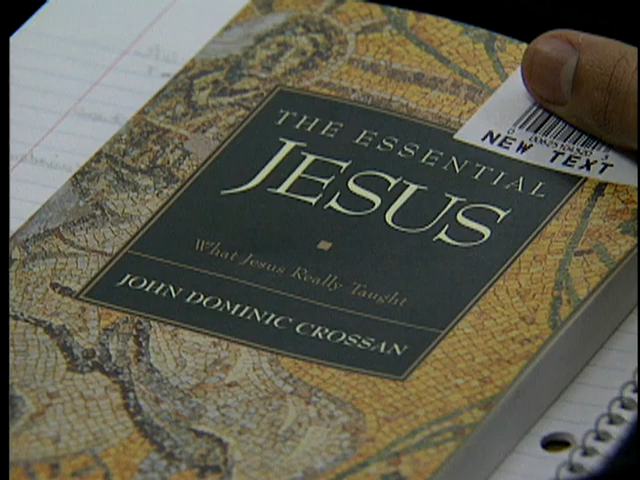 THE ESSENTIAL
JESUS
What Jesus Really Taught
JOHN DOMINIC CROSSAN
NEW TEXT